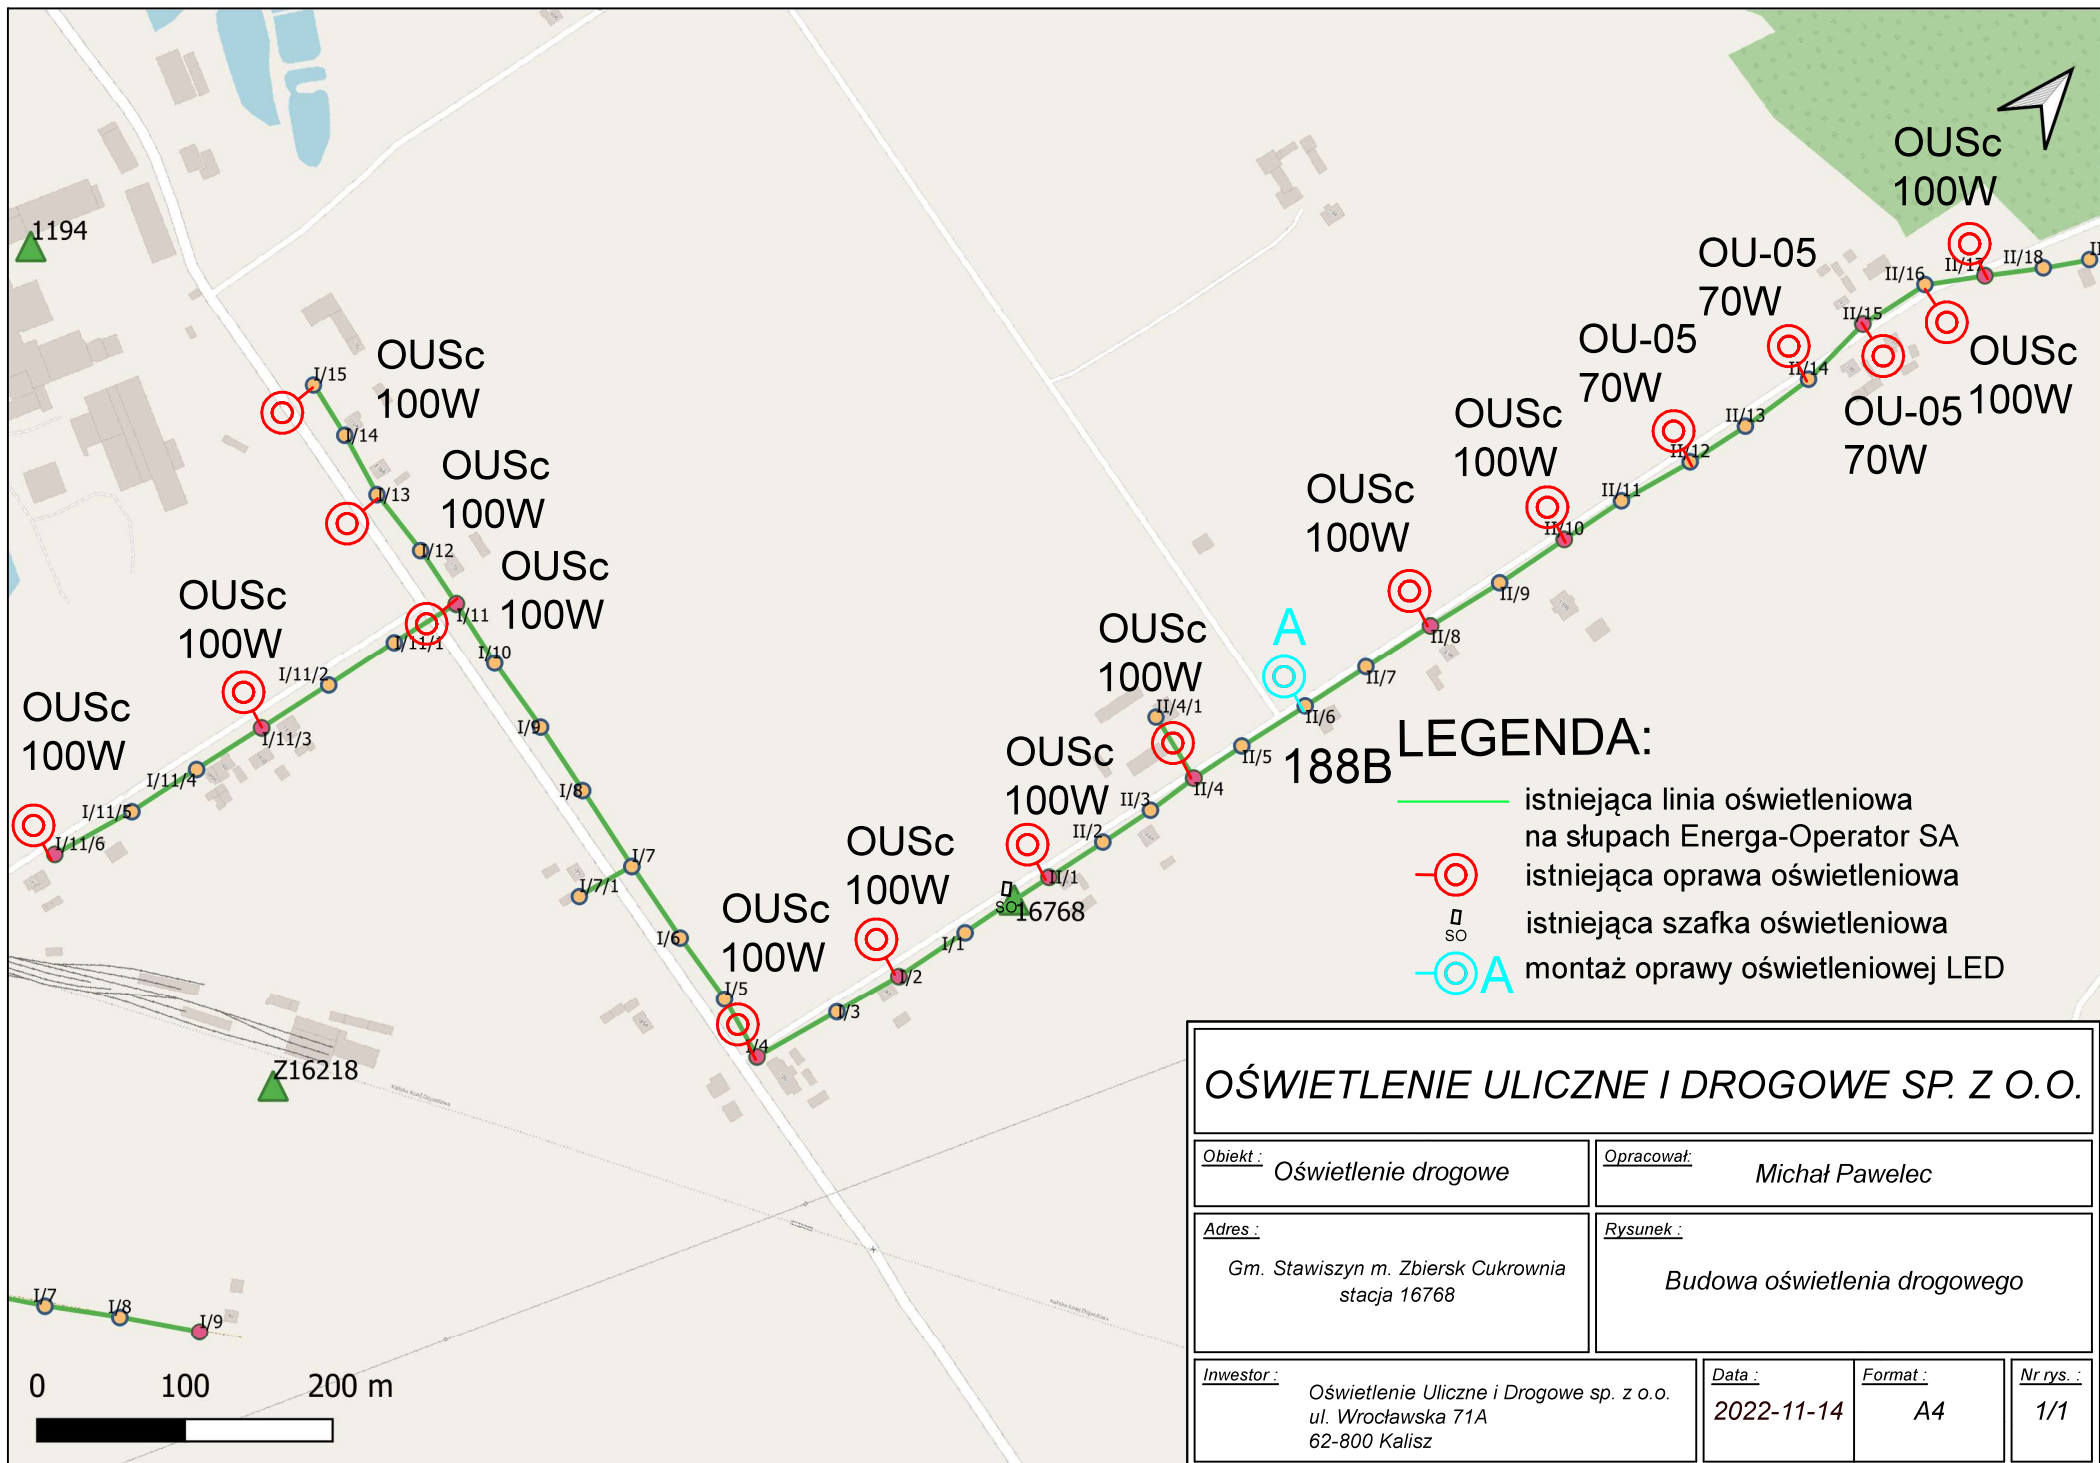 OUSc
100W
1194
OU-05
70W
II/18
II
II/17
II/16
OU-05
70W
II/15
OUSc
100W
I/15
OUSc
100W
II/14
OU-05
70W
OUSc
100W
II/13
I/14
OUSc
100W
II/12
OUSc
100W
I/13
II/11
II/10
I/12
OUSc
100W
OUSc
100W
II/9
I/11
I/11/1
I/10
A
OUSc
100W
II/8
I/11/2
II/7
OUSc
100W
I/11/3
I/9
II/4/1
II/6
II/5
188B
I/11/4
I/8
II/4
OUSc
100W
II/3
I/11/5
II/2
I/11/6
I/7
OUSc
100W
I/7/1
II/1
SO
16768
OUSc
100W
I/6
I/1
I/2
I/5
I/3
I/4
LEGENDA:
istniejąca linia oświetleniowa
na słupach Energa-Operator SA
istniejąca oprawa oświetleniowa
SO
istniejąca szafka oświetleniowa
A
montaż oprawy oświetleniowej LED
Z16218
I/7
I/8
I/9
0 100 200 m
OŚWIETLENIE ULICZNE I DROGOWE SP. Z O.O.
Obiekt :
Oświetlenie drogowe
Opracował:
Michał Pawelec
Adres :
Gm. Stawiszyn m. Zbiersk Cukrownia
stacja 16768
Rysunek :
Budowa oświetlenia drogowego
Inwestor :
Oświetlenie Uliczne i Drogowe sp. z o.o.
ul. Wrocławska 71A
62-800 Kalisz
Data :
2022-11-14
Format :
A4
Nr rys. :
1/1